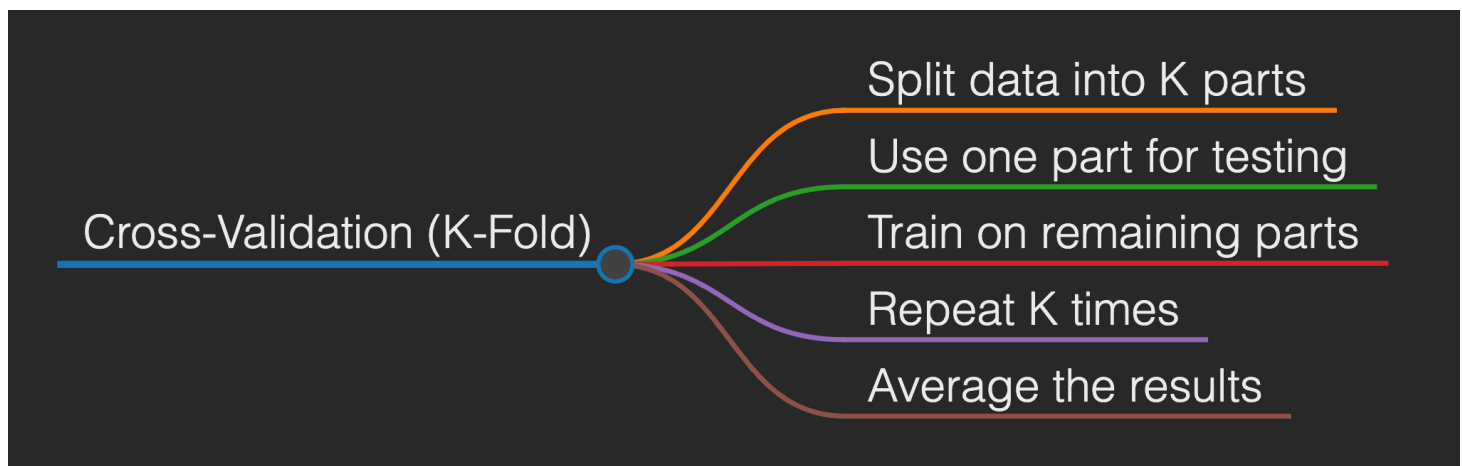 Cross-Validation (K-Fold)
Split data into K parts
Use one part for testing
Train on remaining parts
Repeat K times
Average the results